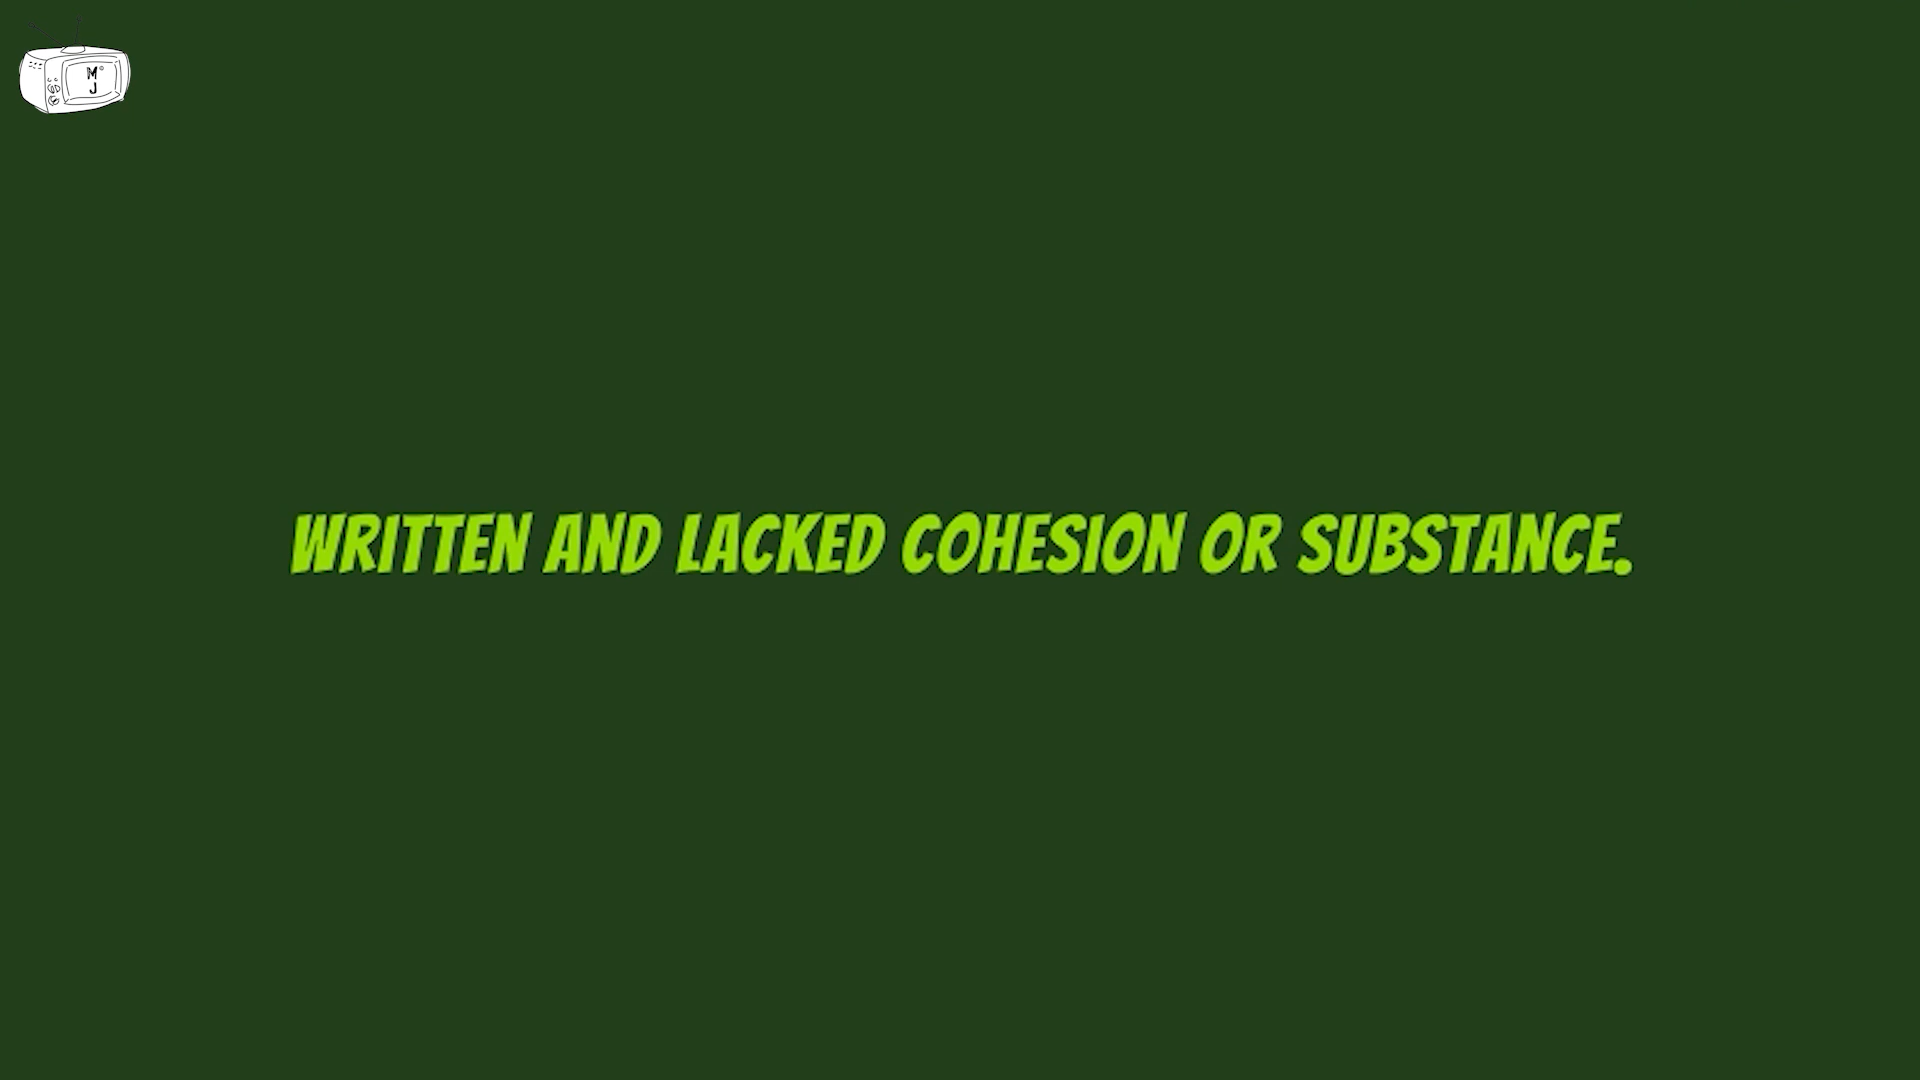 M°
J
WRITTEN AND LACKED COHESION OR SUBSTANCE.